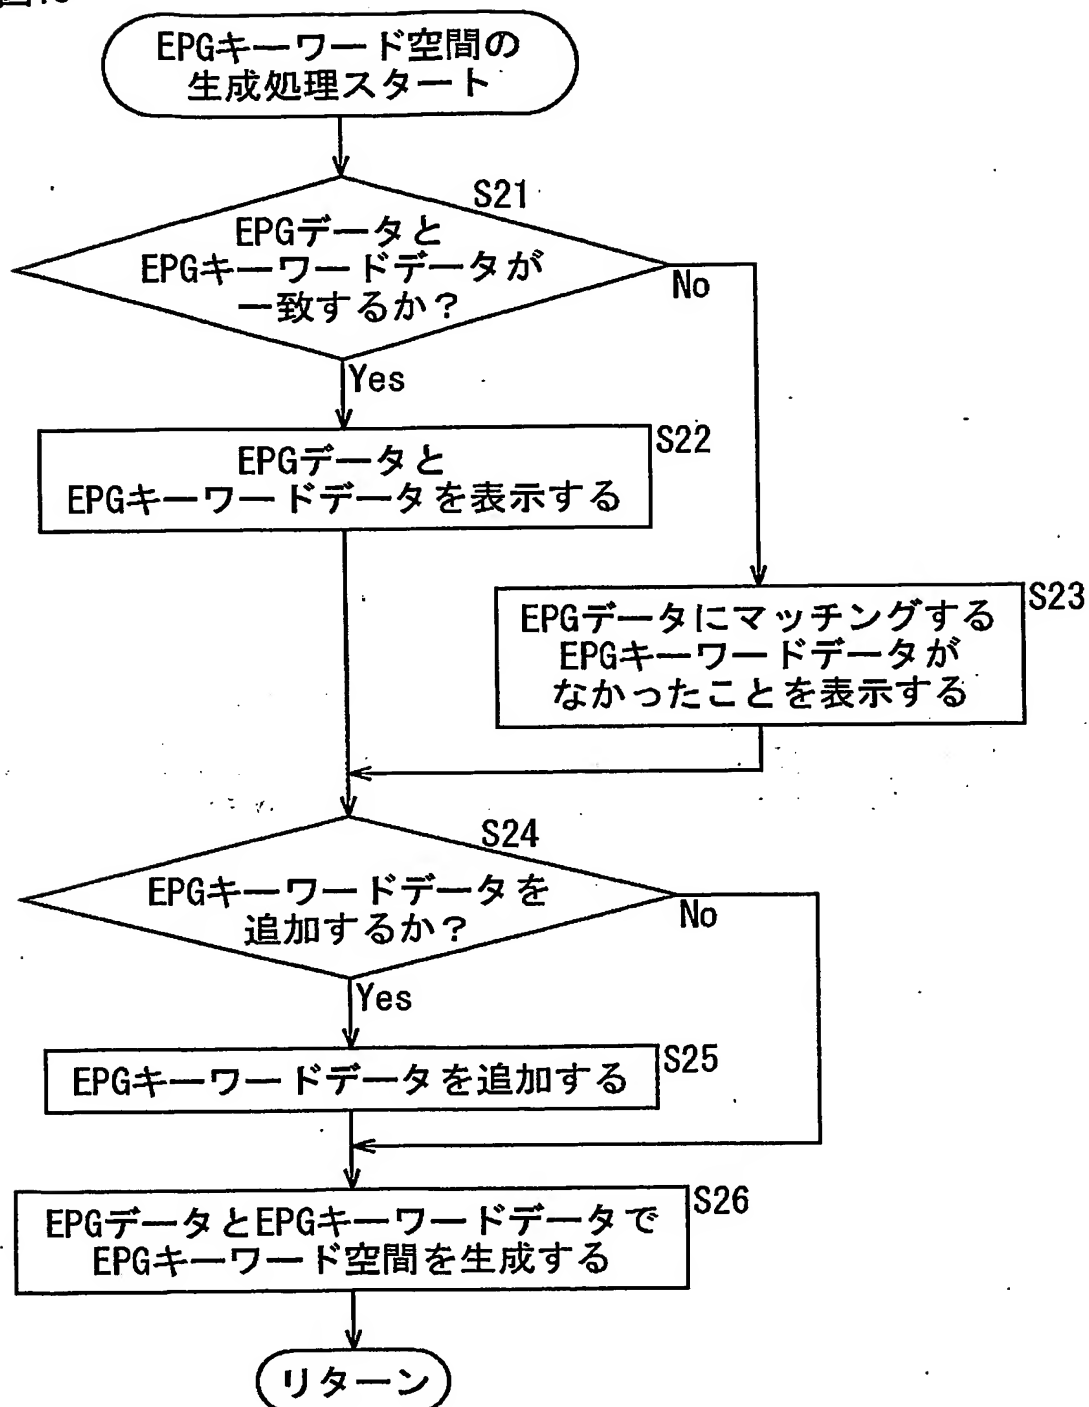 EPGキーワード空間の
生成処理スタート
S21
EPGデータと
EPGキーワードデータが
一致するか？
No
Yes
S22
EPGデータと
EPGキーワードデータを表示する
S23
EPGデータにマッチングする
EPGキーワードデータが
なかったことを表示する
S24
EPGキーワードデータを
追加するか？
No
Yes
S25
EPGキーワードデータを追加する
S26
EPGデータとEPGキーワードデータで
EPGキーワード空間を生成する
リターン